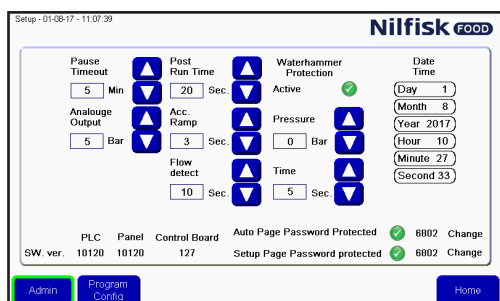 Setup - 01-08-17 - 11:07:39
Nilfisk FOOD
Pause Timeout
5 Min
Analouge Output
5 Bar
Post Run Time
20 Sec.
Acc. Ramp
3 Sec.
Flow detect
10 Sec.
Waterhammer Protection
Active
Pressure
0 Bar
Time
5 Sec.
Date Time
Day 1
Month 8
Year 2017
Hour 10
Minute 27
Second 33
PLC Panel Control Board
SW. ver. 10120 10120 127
Auto Page Password Protected 6802 Change
Setup Page Password protected 6802 Change
Admin
Program Config
Home